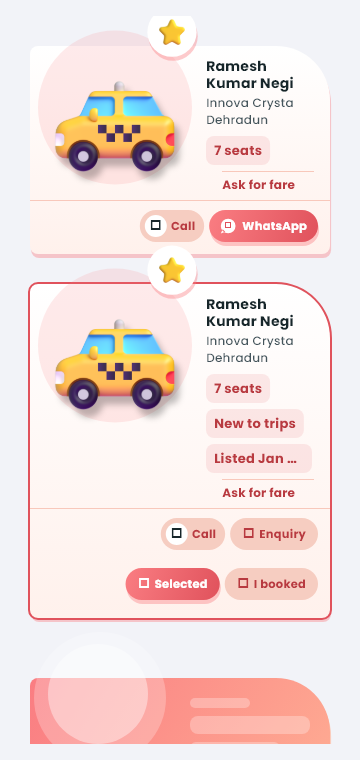 Ramesh
Kumar Negi
Innova Crysta
Dehradun
7 seats
Ask for fare
Call
WhatsApp
Ramesh
Kumar Negi
Innova Crysta
Dehradun
7 seats
New to trips
Listed Jan ...
Ask for fare
Call
Enquiry
Selected
I booked